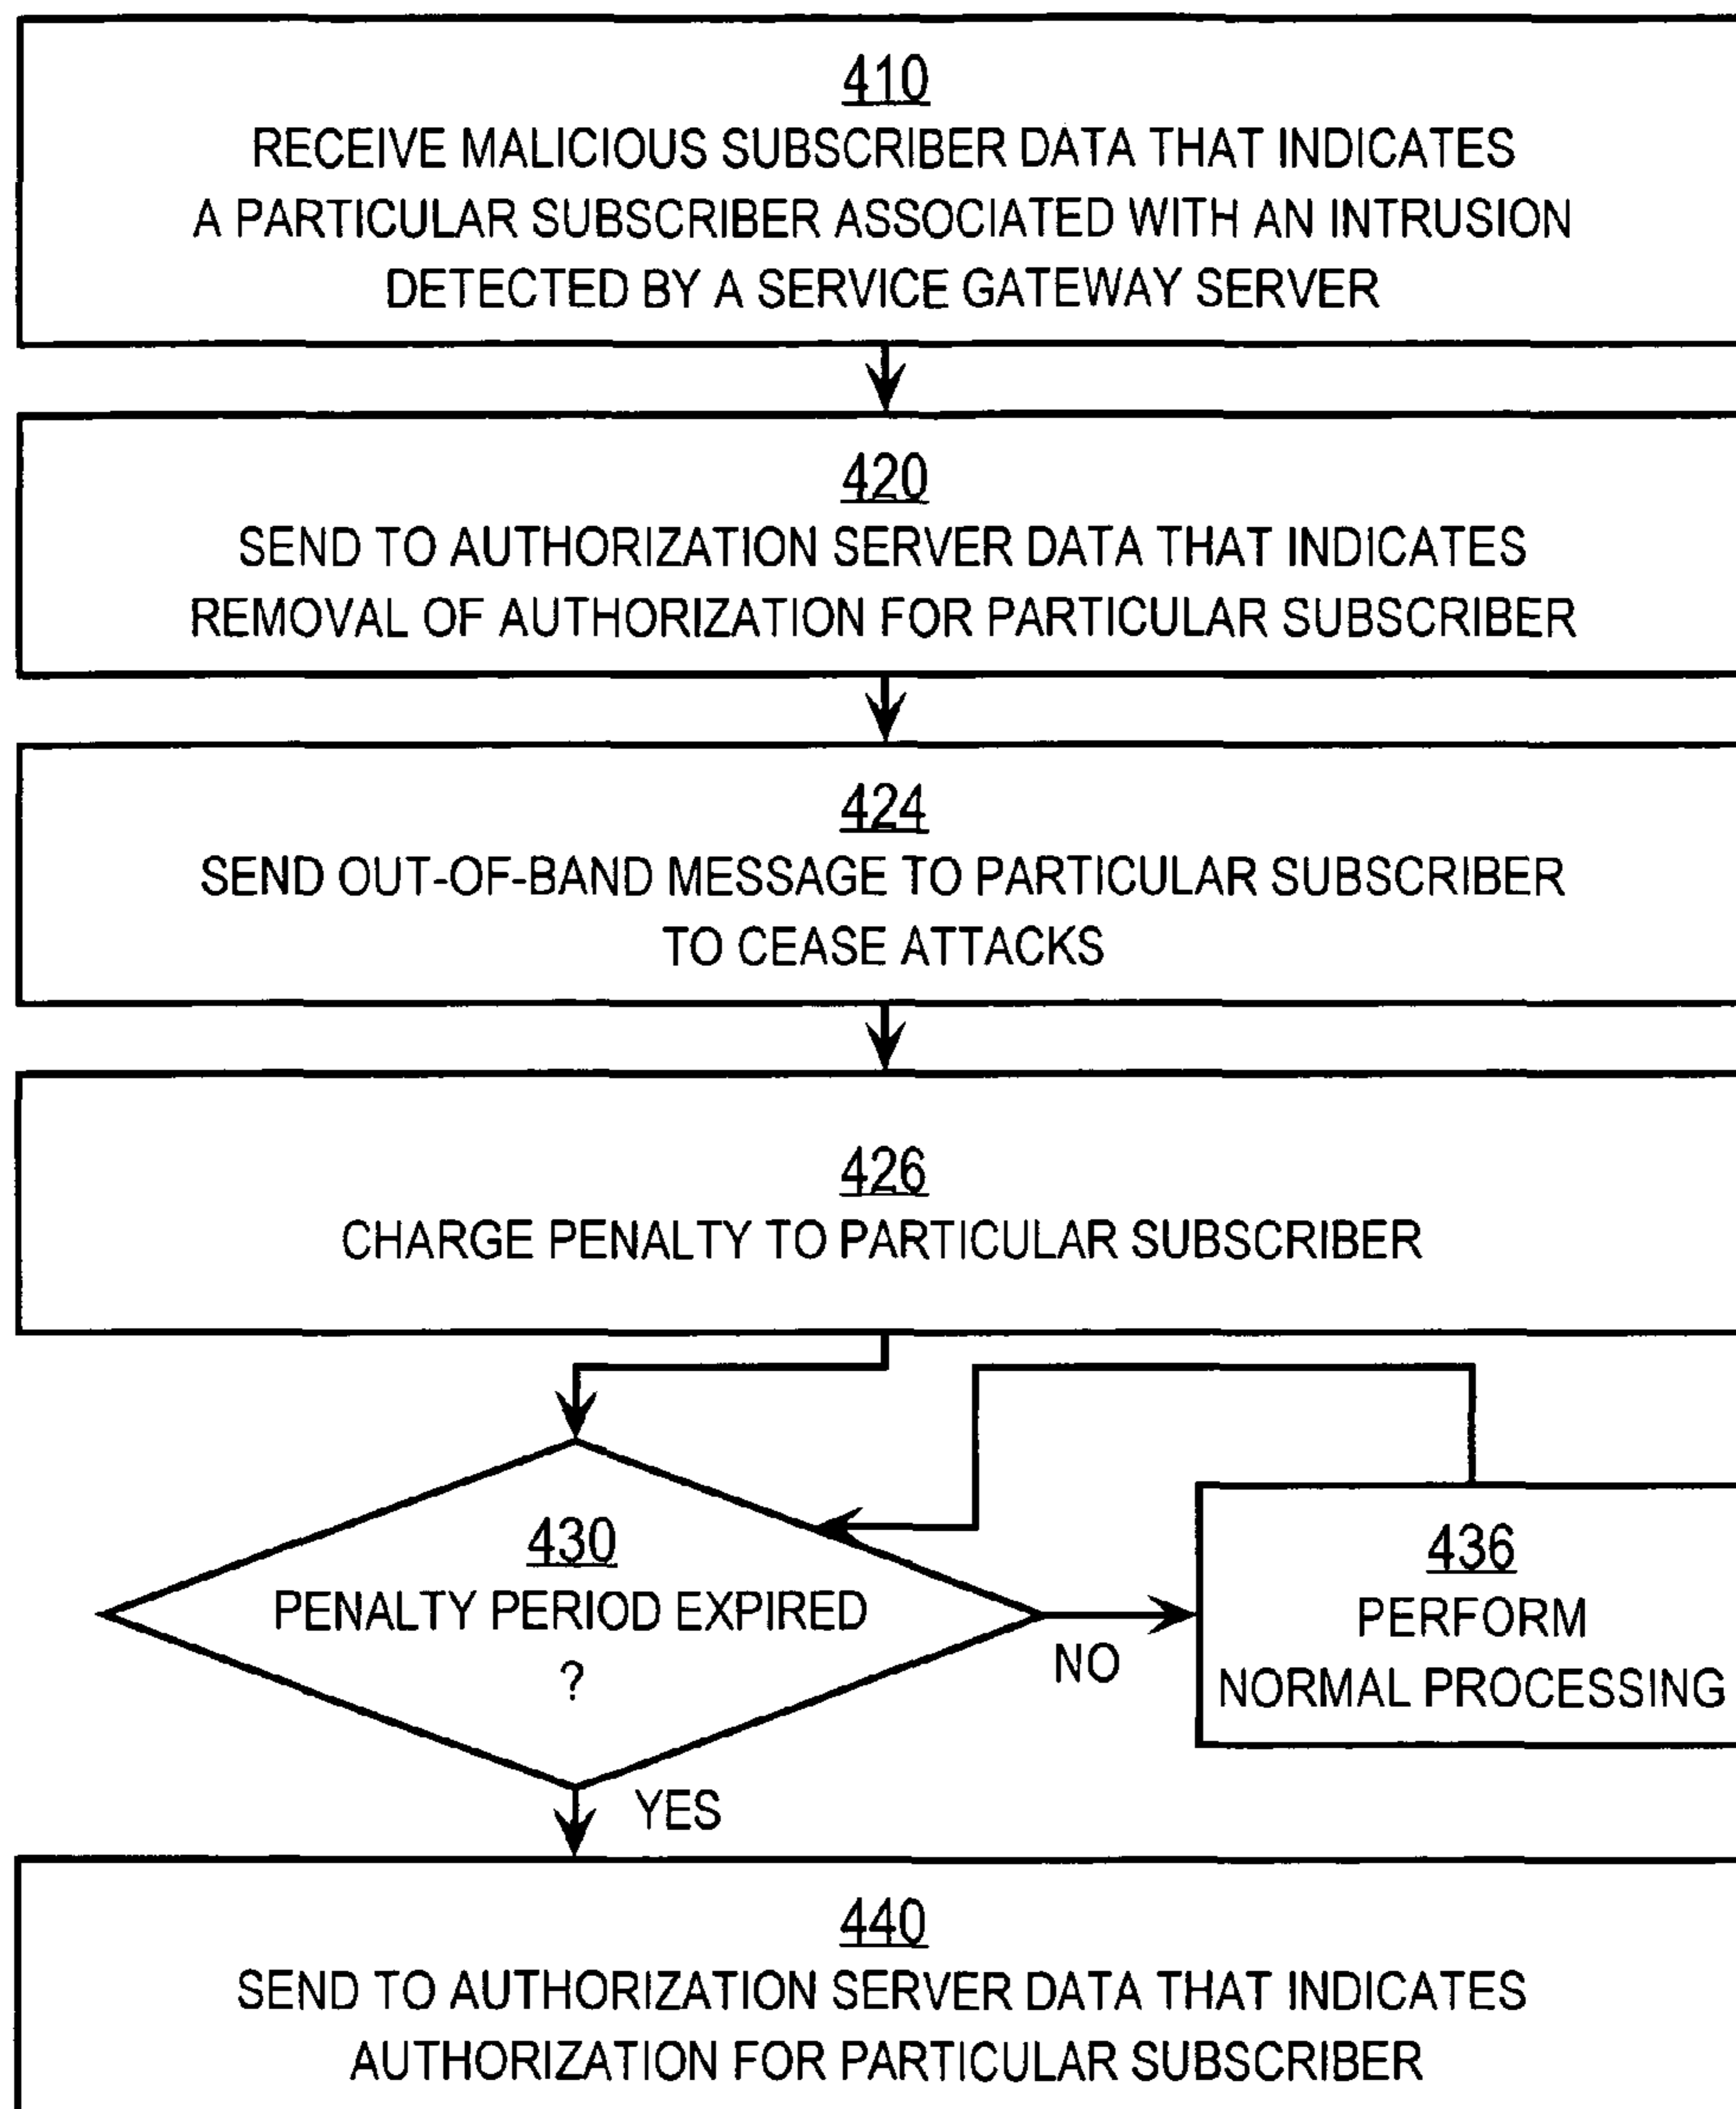 410
RECEIVE MALICIOUS SUBSCRIBER DATA THAT INDICATES
A PARTICULAR SUBSCRIBER ASSOCIATED WITH AN INTRUSION
DETECTED BY A SERVICE GATEWAY SERVER
420
SEND TO AUTHORIZATION SERVER DATA THAT INDICATES
REMOVAL OF AUTHORIZATION FOR PARTICULAR SUBSCRIBER
424
SEND OUT-OF-BAND MESSAGE TO PARTICULAR SUBSCRIBER
TO CEASE ATTACKS
426
CHARGE PENALTY TO PARTICULAR SUBSCRIBER
430
PENALTY PERIOD EXPIRED
?
NO
436
PERFORM
NORMAL PROCESSING
YES
440
SEND TO AUTHORIZATION SERVER DATA THAT INDICATES
AUTHORIZATION FOR PARTICULAR SUBSCRIBER